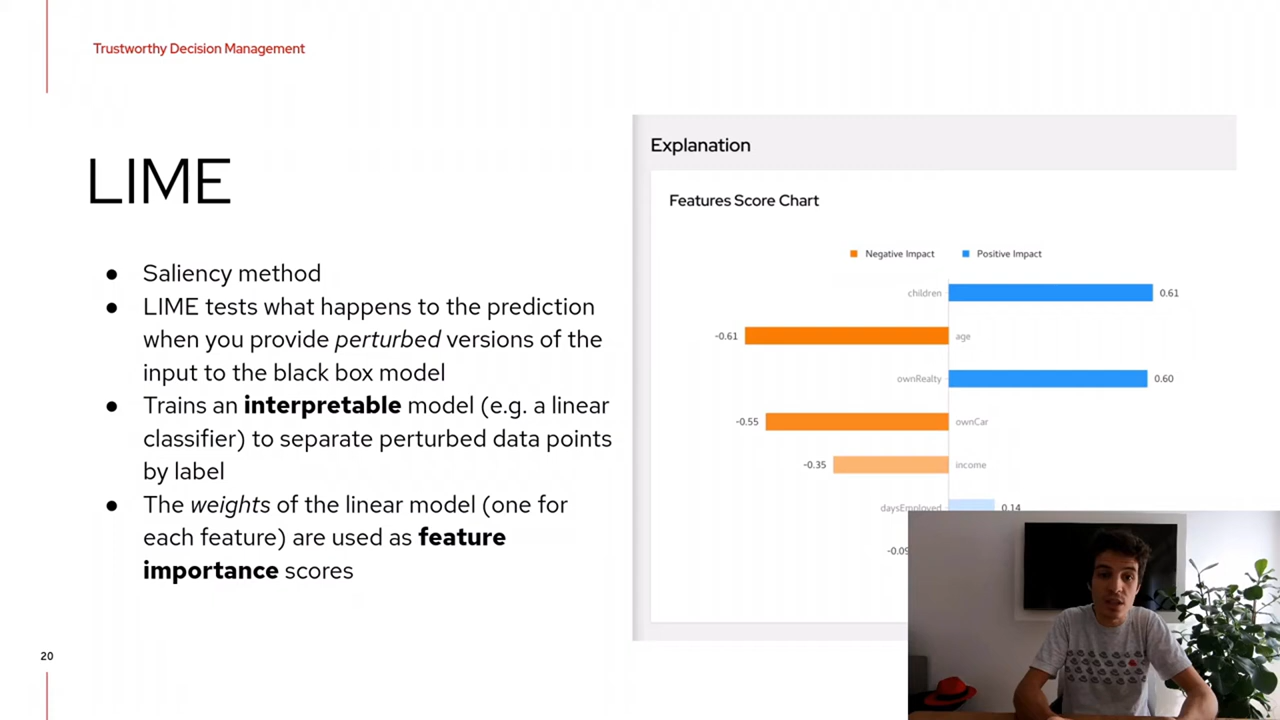 Trustworthy Decision Management
LIME
● Saliency method
● LIME tests what happens to the prediction
when you provide perturbed versions of the
input to the black box model
● Trains an interpretable model (e.g. a linear
classifier) to separate perturbed data points
by label
● The weights of the linear model (one for
each feature) are used as feature
importance scores
20
Explanation
Features Score Chart
Negative Impact Positive Impact
children 0.61
-0.61 age
ownRealty 0.60
-0.55 ownCar
-0.35 income
daysEmployed 0.14
-0.09